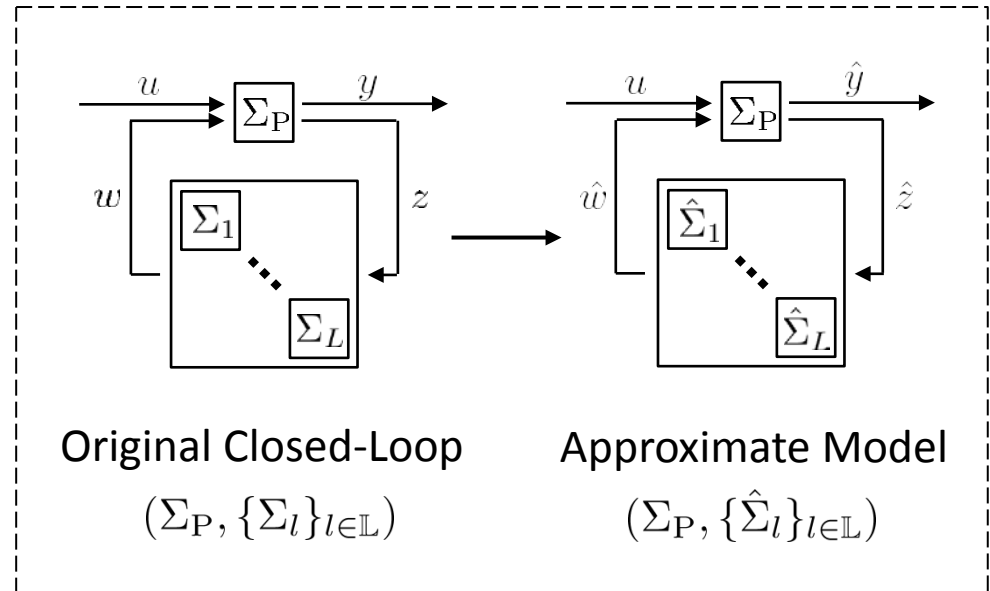 u y
Σ_P
w z
Σ_1
Σ_L
Original Closed-Loop
(Σ_P, {Σ_l}_{l∈𝕃})
u ŷ
Σ_P
ŵ ẑ
Σ̂_1
Σ̂_L
Approximate Model
(Σ_P, {Σ̂_l}_{l∈𝕃})